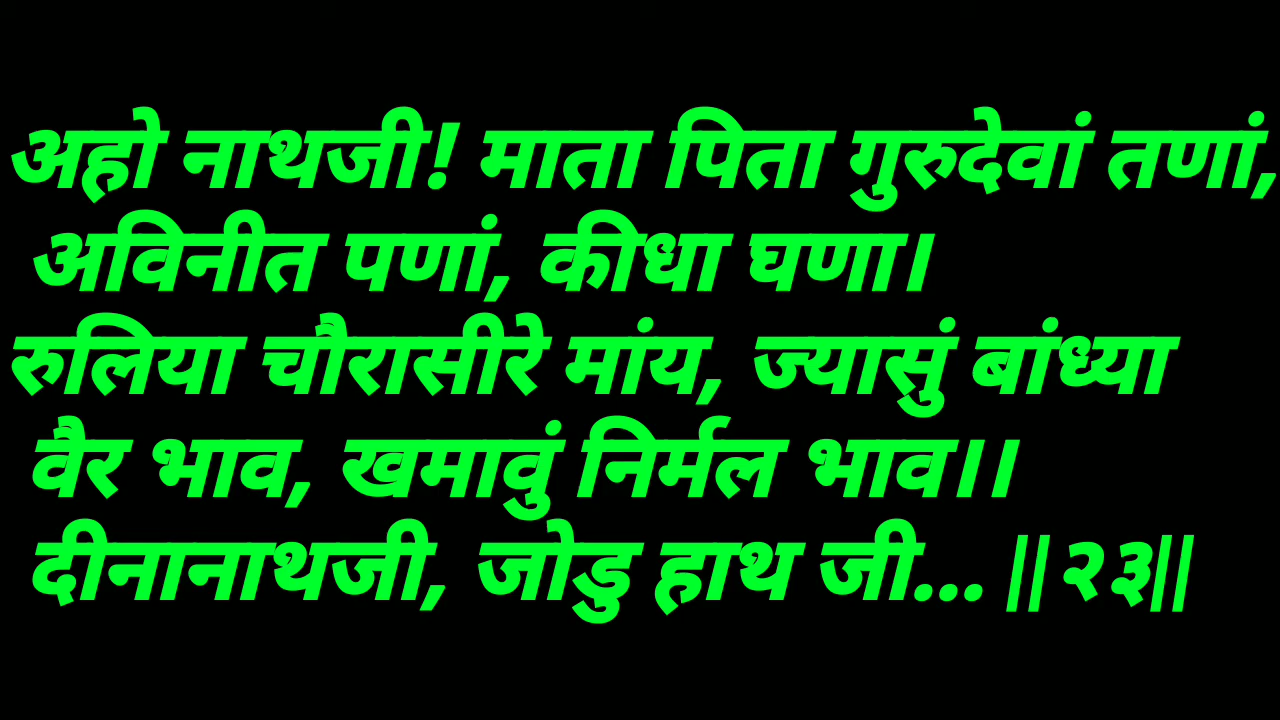 अहो नाथजी! माता पिता गुरुदेवां तणां,
अविनीत पणां, कीधा घणा।
रुलिया चौरासीरे मांय, ज्यासुं बांध्या
वैर भाव, खमावुं निर्मल भाव।।
दीनानाथजी, जोडु हाथ जी... ||२३||